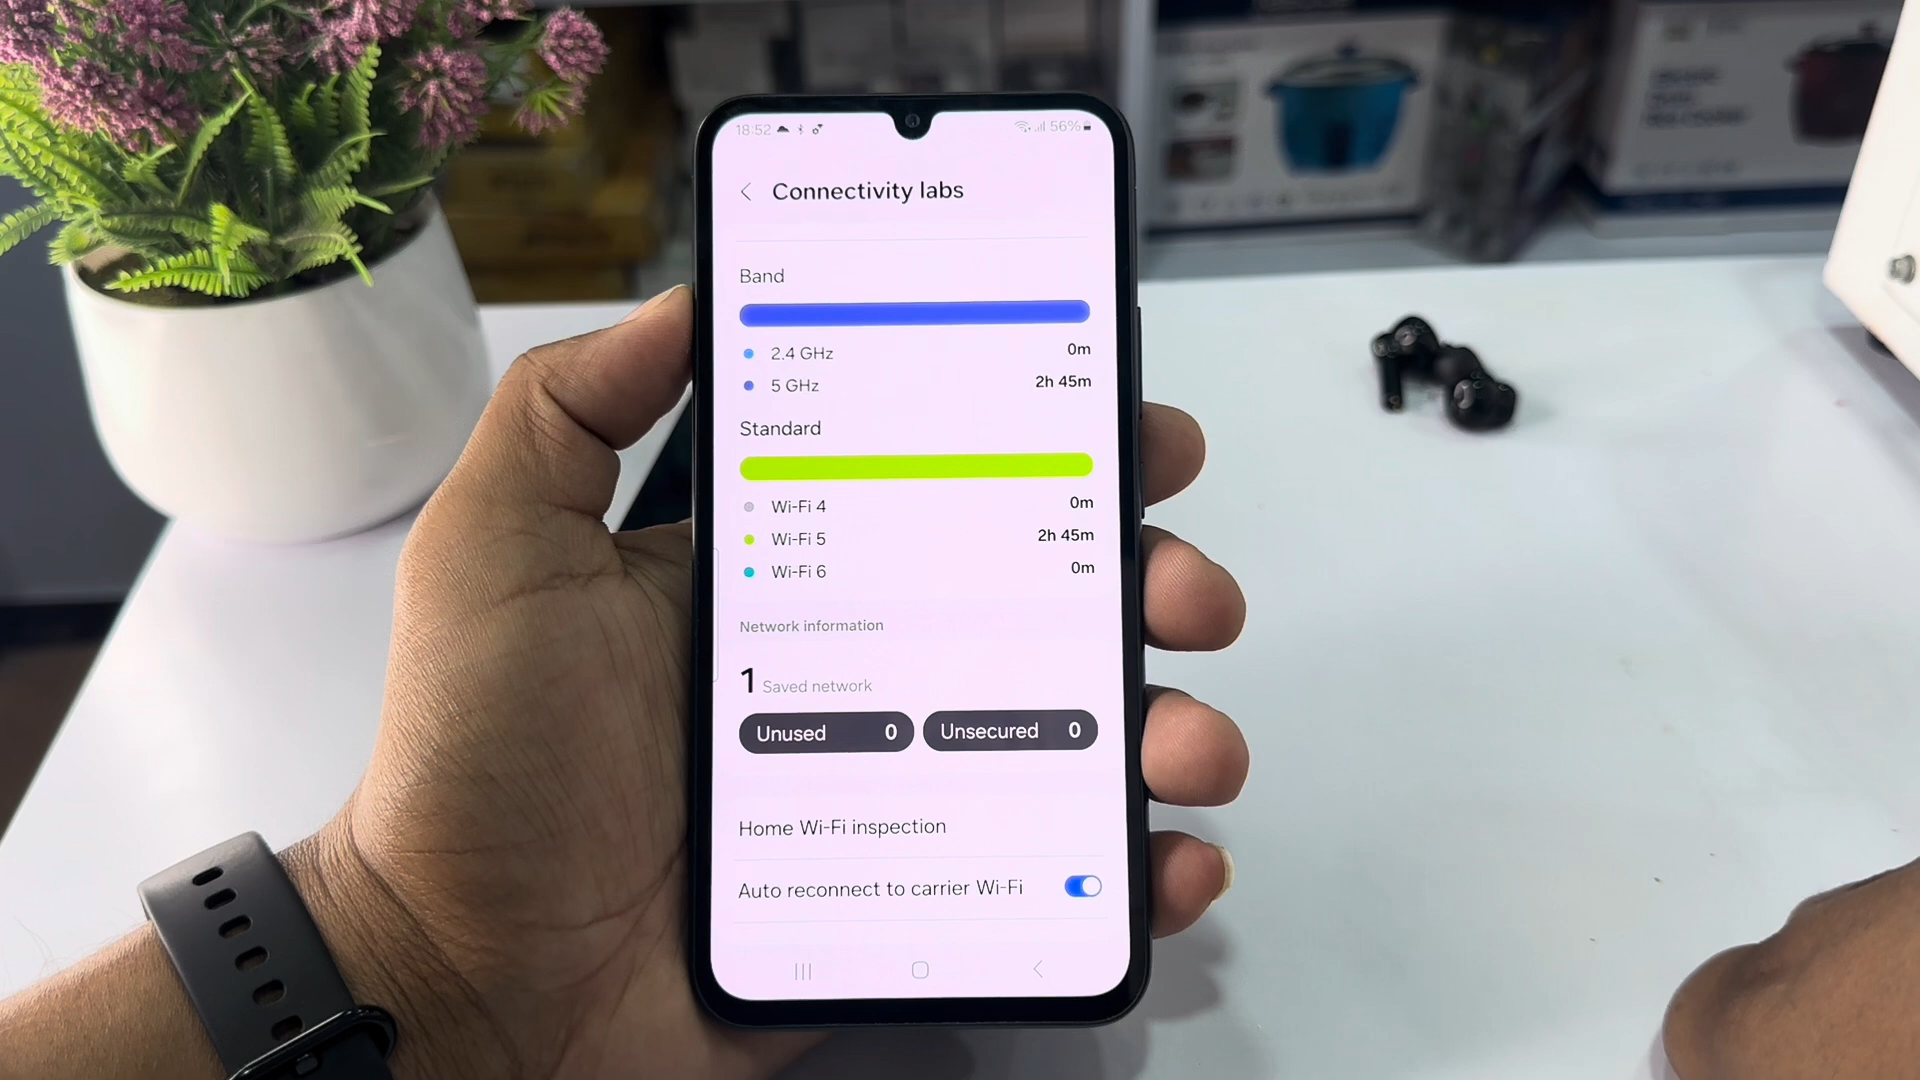 18:52 56%
Connectivity labs
Band
2.4 GHz 0m
5 GHz 2h 45m
Standard
Wi-Fi 4 0m
Wi-Fi 5 2h 45m
Wi-Fi 6 0m
Network information
1 Saved network
Unused 0 Unsecured 0
Home Wi-Fi inspection
Auto reconnect to carrier Wi-Fi